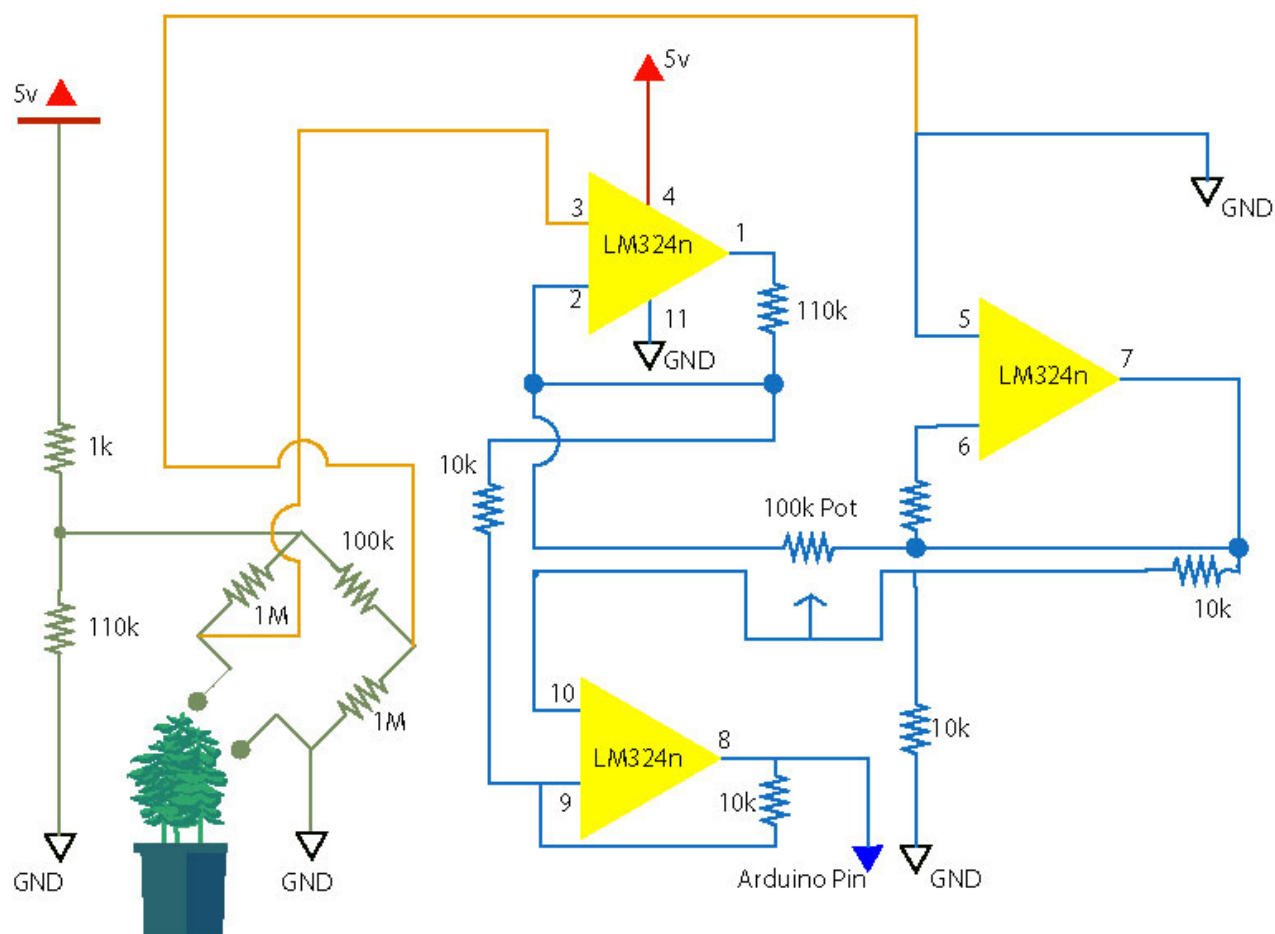 5v
5v
3
4
LM324n
1
2
11
GND
110k
GND
5
LM324n
7
6
1k
10k
100k Pot
100k
1M
110k
10k
1M
10
LM324n
8
9
10k
10k
GND
GND
Arduino Pin
GND